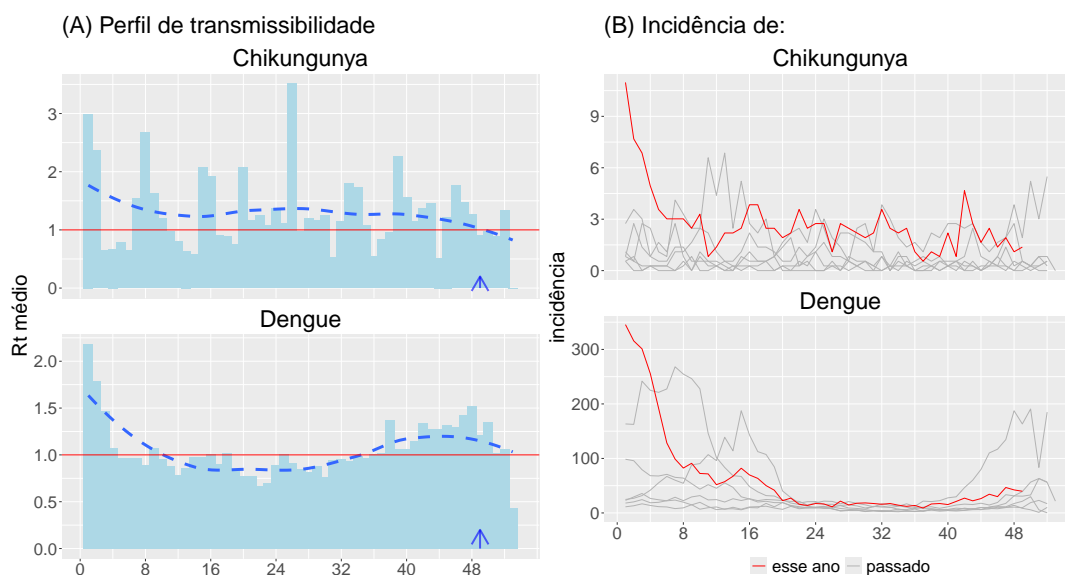 (A) Perfil de transmissibilidade
Chikungunya
3
2
1
0
Dengue
2.0
1.5
1.0
0.5
0.0
0 8 16 24 32 40 48
Rt médio
(B) Incidência de:
Chikungunya
9
6
3
0
Dengue
300
200
100
0
0 8 16 24 32 40 48
incidência
esse ano passado